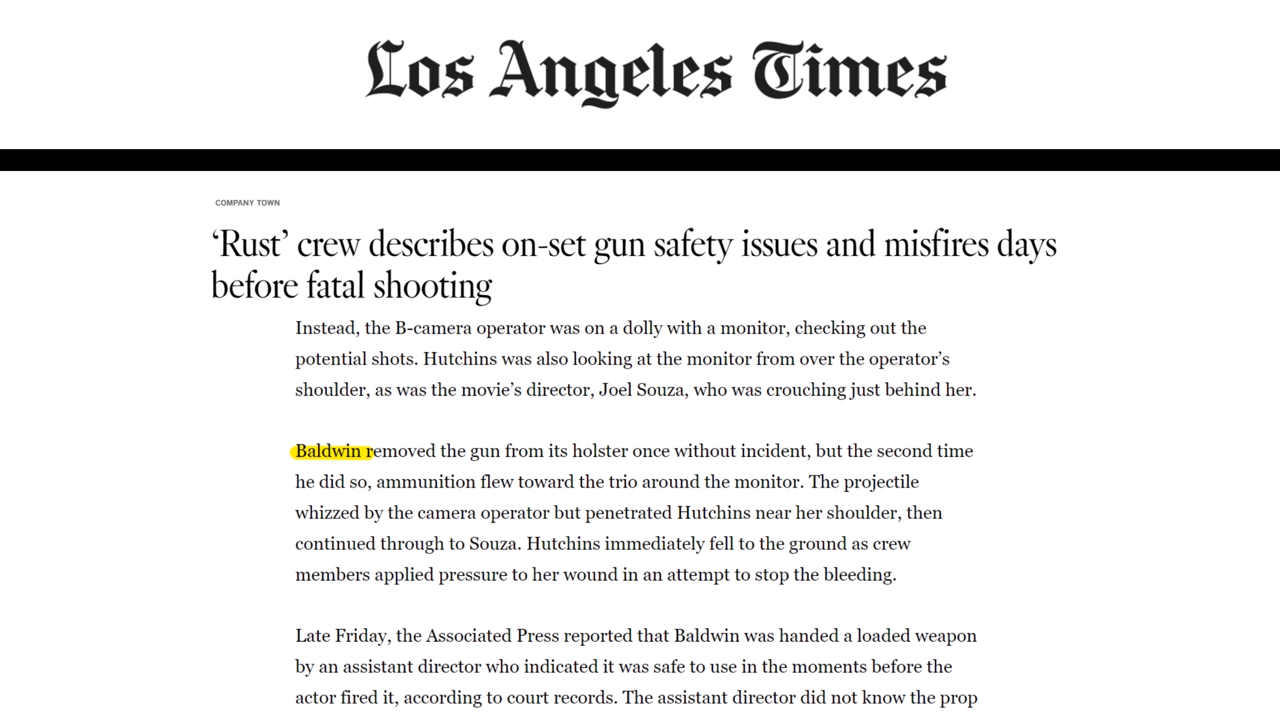 Los Angeles Times
COMPANY TOWN
‘Rust’ crew describes on-set gun safety issues and misfires days
before fatal shooting
Instead, the B-camera operator was on a dolly with a monitor, checking out the
potential shots. Hutchins was also looking at the monitor from over the operator’s
shoulder, as was the movie’s director, Joel Souza, who was crouching just behind her.
Baldwin removed the gun from its holster once without incident, but the second time
he did so, ammunition flew toward the trio around the monitor. The projectile
whizzed by the camera operator but penetrated Hutchins near her shoulder, then
continued through to Souza. Hutchins immediately fell to the ground as crew
members applied pressure to her wound in an attempt to stop the bleeding.
Late Friday, the Associated Press reported that Baldwin was handed a loaded weapon
by an assistant director who indicated it was safe to use in the moments before the
actor fired it, according to court records. The assistant director did not know the prop